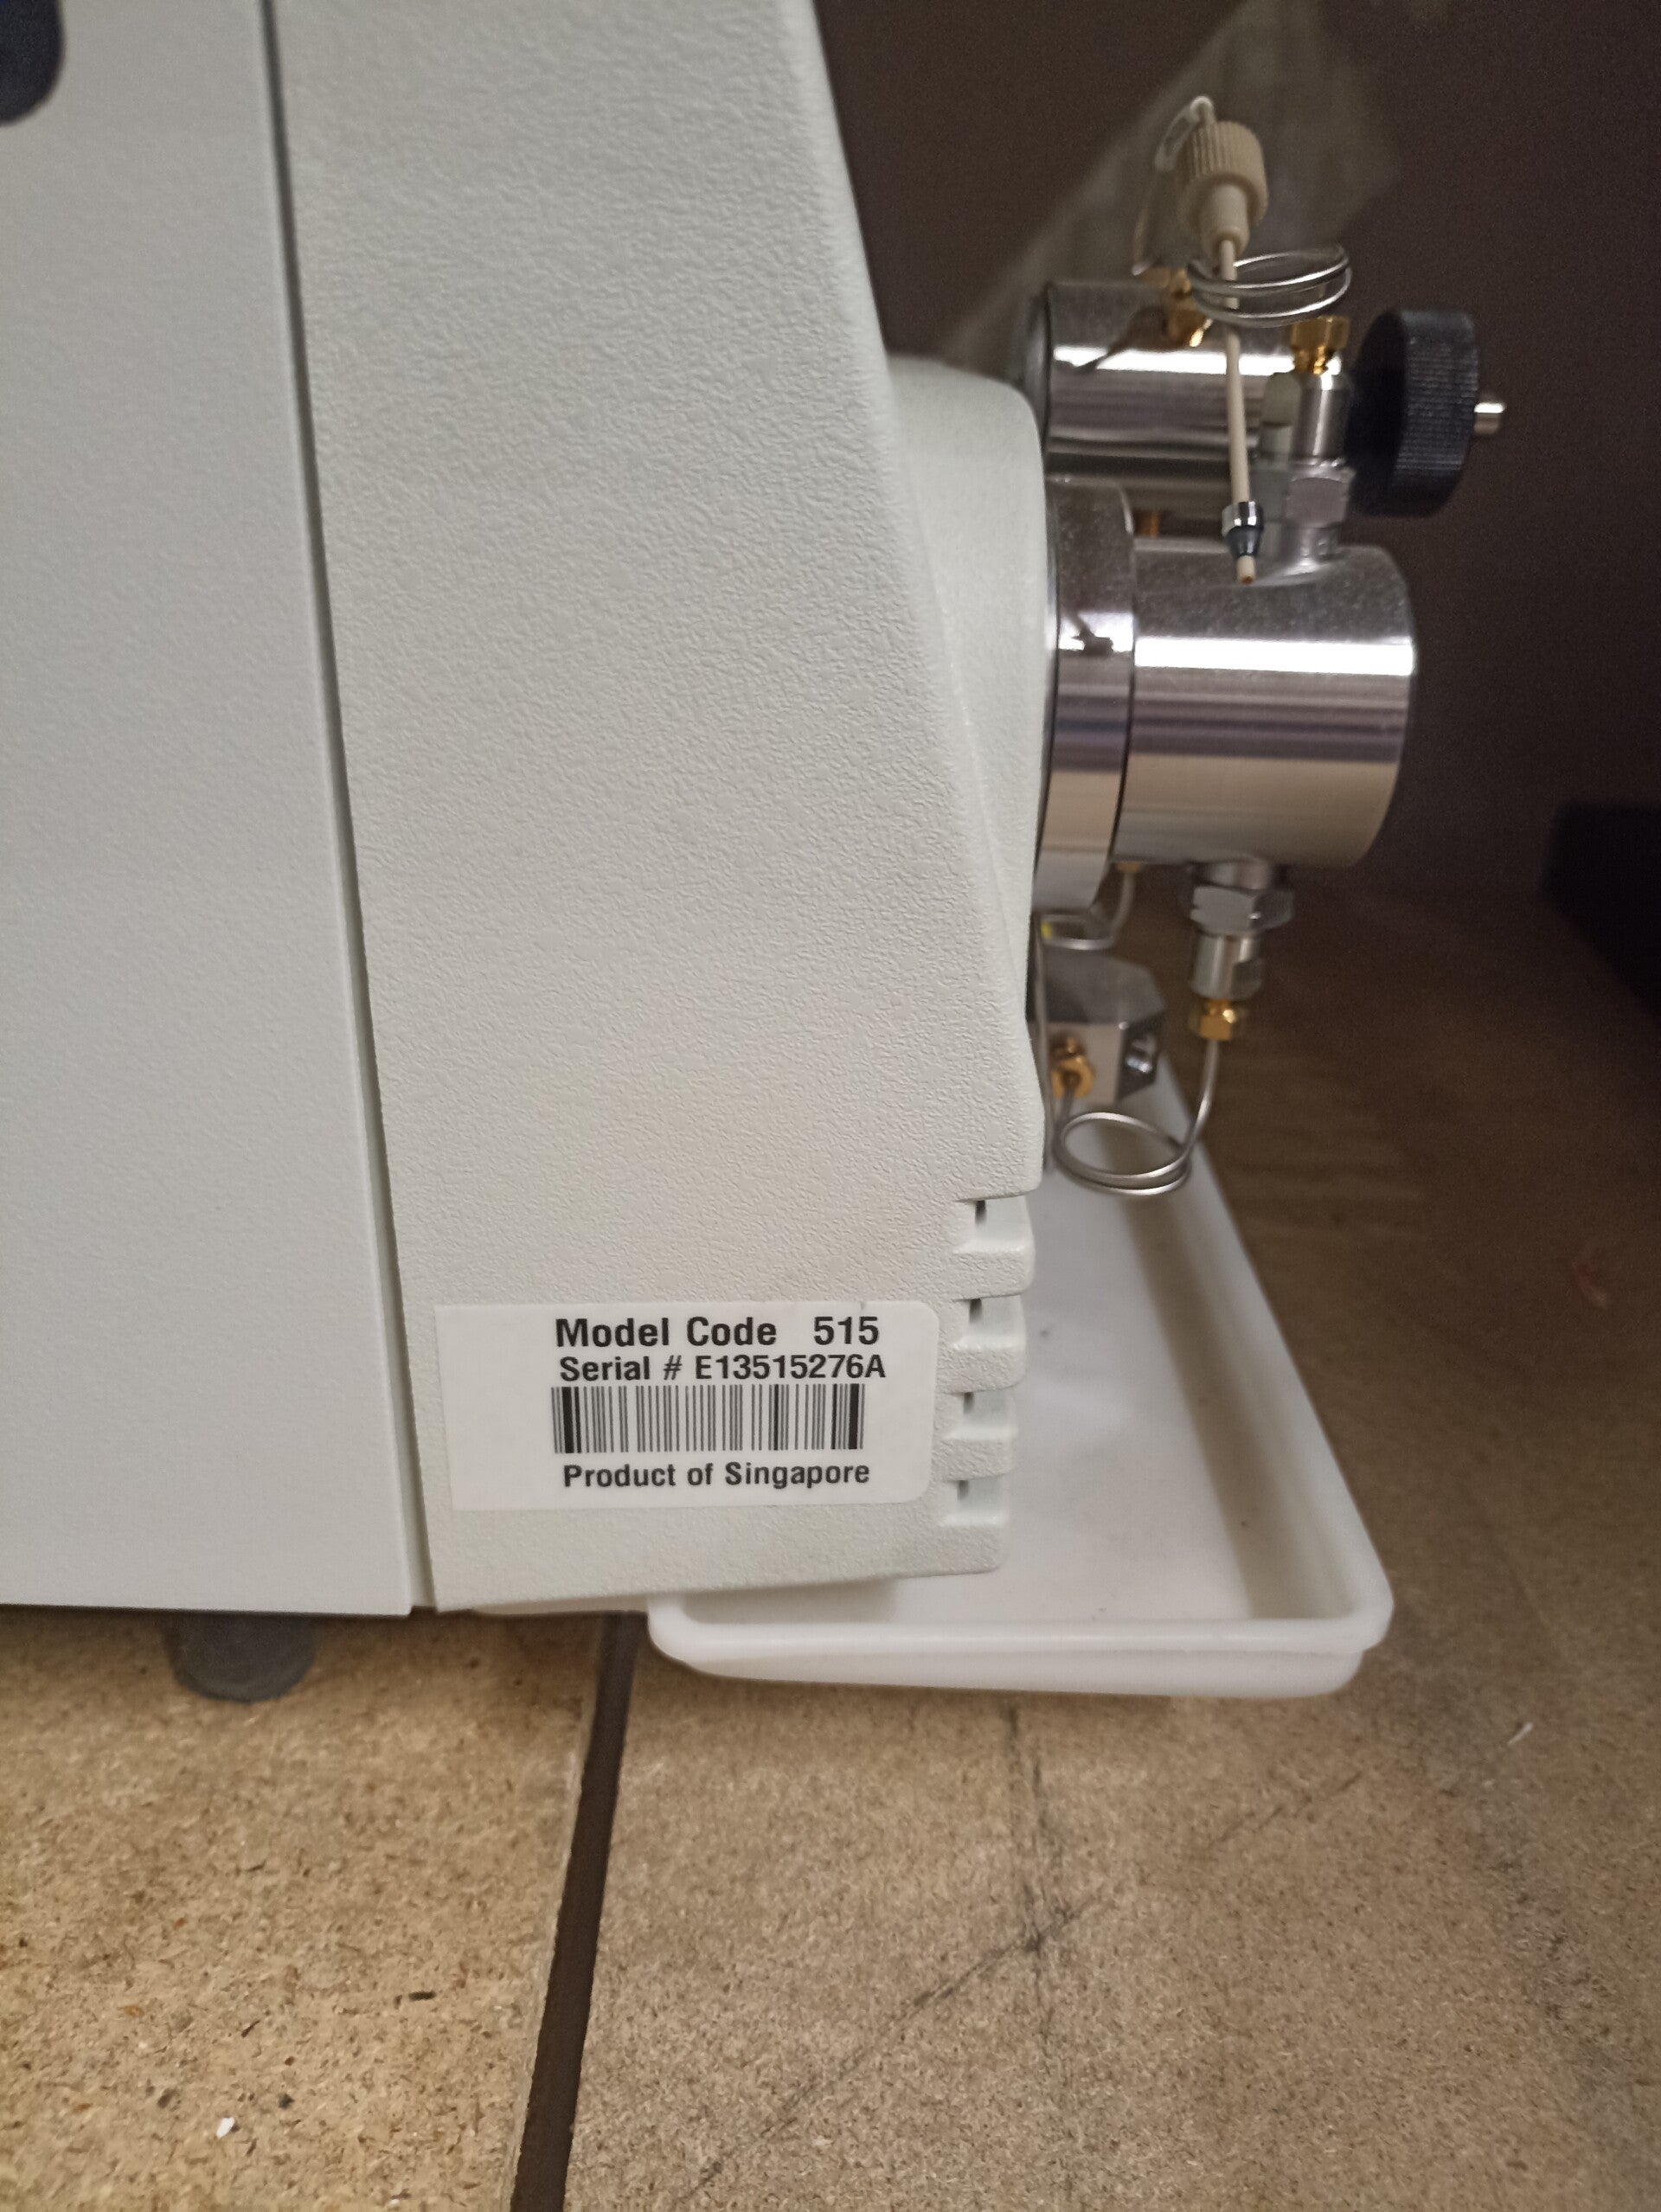 Model Code 515
Serial # E13515276A
Product of Singapore